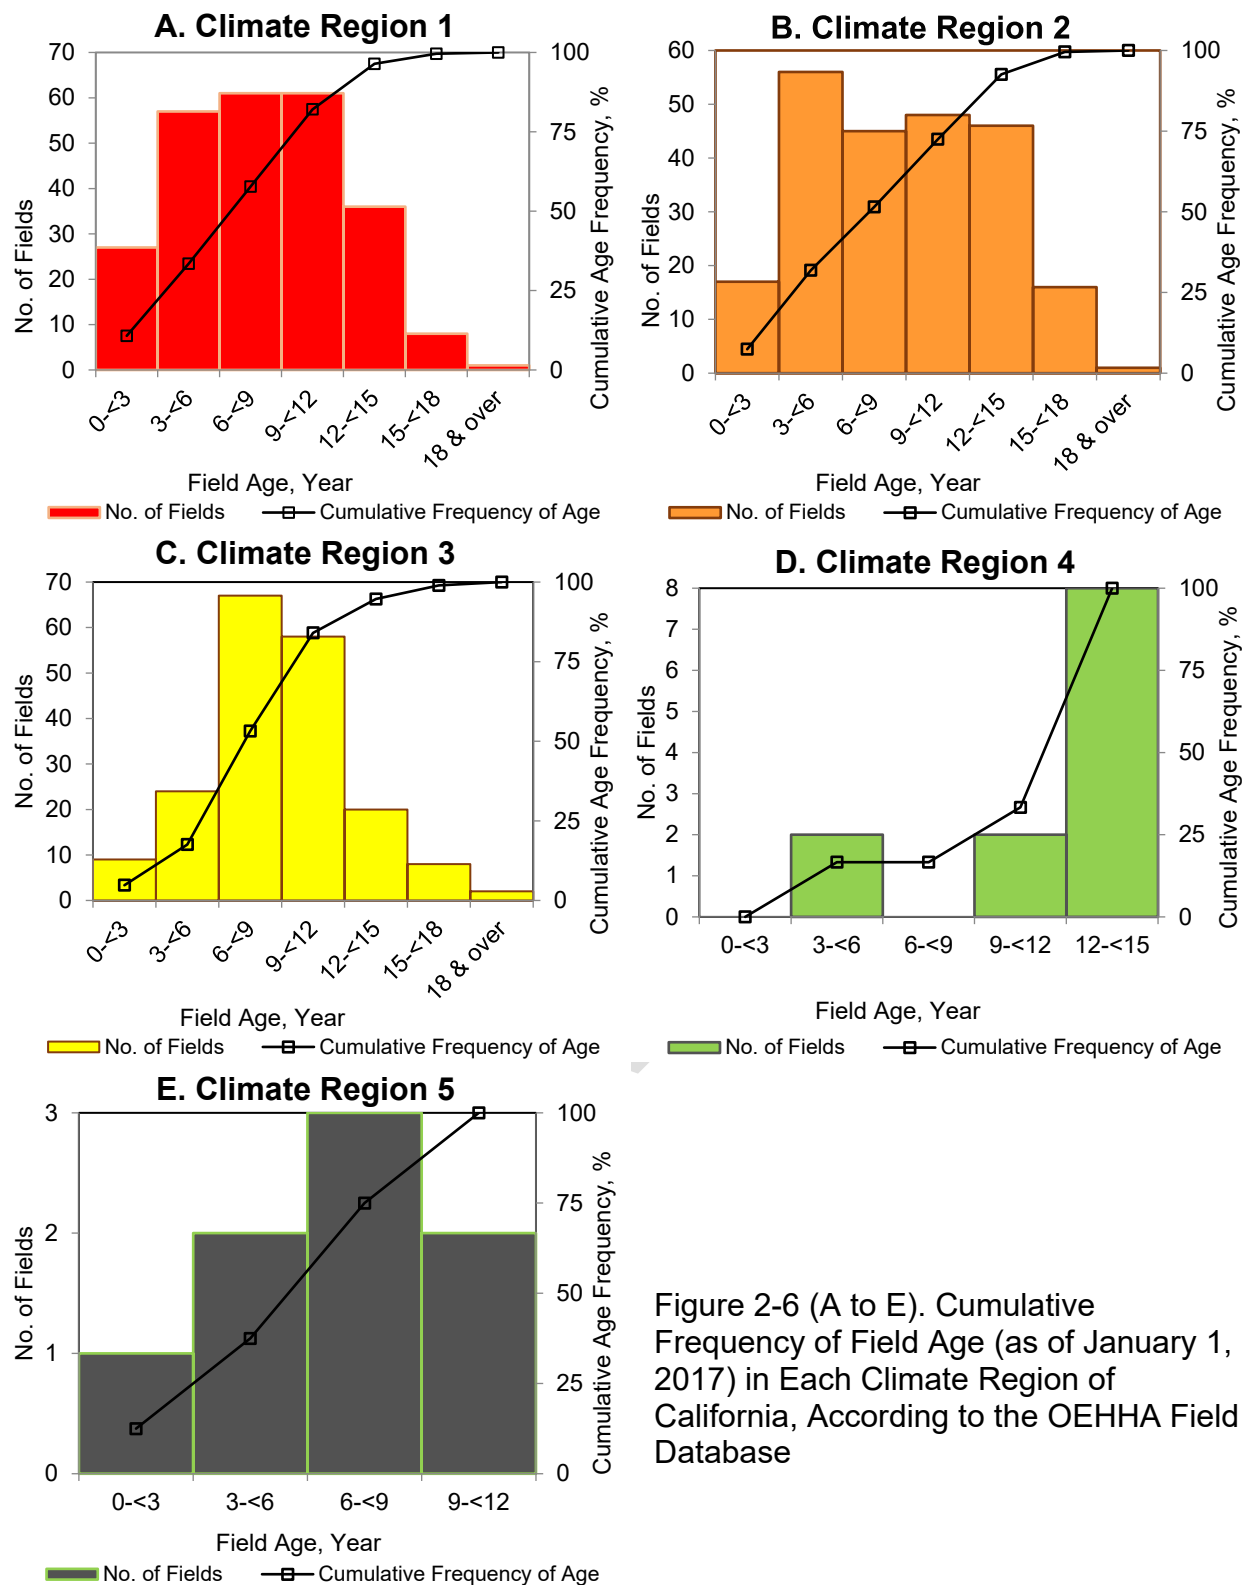 A. Climate Region 1
70
60
50
40
30
20
10
0
No. of Fields
100
75
50
25
0
Cumulative Age Frequency, %
0-<3
3-<6
6-<9
9-<12
12-<15
15-<18
18 & over
Field Age, Year
No. of Fields
Cumulative Frequency of Age
B. Climate Region 2
60
50
40
30
20
10
0
No. of Fields
100
75
50
25
0
Cumulative Age Frequency, %
0-<3
3-<6
6-<9
9-<12
12-<15
15-<18
18 & over
Field Age, Year
No. of Fields
Cumulative Frequency of Age
C. Climate Region 3
70
60
50
40
30
20
10
0
No. of Fields
100
75
50
25
0
Cumulative Age Frequency, %
0-<3
3-<6
6-<9
9-<12
12-<15
15-<18
18 & over
Field Age, Year
No. of Fields
Cumulative Frequency of Age
D. Climate Region 4
8
7
6
5
4
3
2
1
0
No. of Fields
100
75
50
25
0
Cumulative Age Frequency, %
0-<3
3-<6
6-<9
9-<12
12-<15
Field Age, Year
No. of Fields
Cumulative Frequency of Age
E. Climate Region 5
3
2
1
0
No. of Fields
100
75
50
25
0
Cumulative Age Frequency, %
0-<3
3-<6
6-<9
9-<12
Field Age, Year
No. of Fields
Cumulative Frequency of Age
Figure 2-6 (A to E). Cumulative
Frequency of Field Age (as of January 1,
2017) in Each Climate Region of
California, According to the OEHHA Field
Database